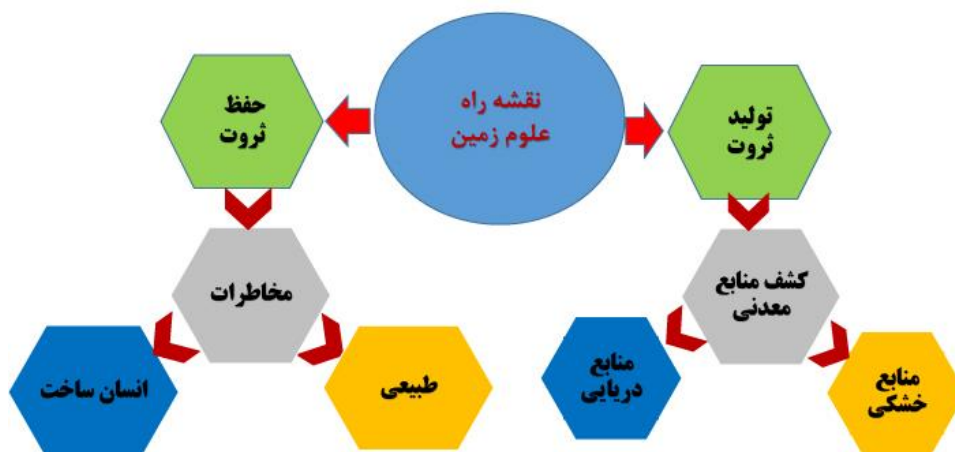 نقشه راه
علوم زمین
تولید
ثروت
حفظ
ثروت
کشف منابع
معدنی
مخاطرات
منابع
خشکی
منابع
دریایی
طبیعی
انسان ساخت